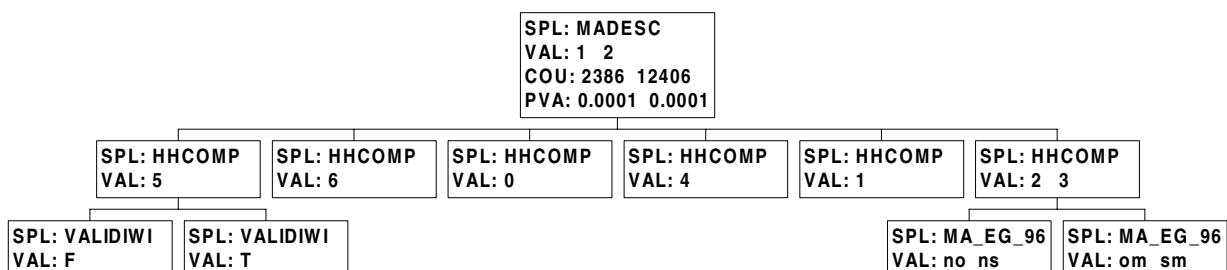 SPL: MADESC
VAL: 1 2
COU: 2386 12406
PVA: 0.0001 0.0001
SPL: HHCOMP
VAL: 5
SPL: HHCOMP
VAL: 6
SPL: HHCOMP
VAL: 0
SPL: HHCOMP
VAL: 4
SPL: HHCOMP
VAL: 1
SPL: HHCOMP
VAL: 2 3
SPL: VALIDIWI
VAL: F
SPL: VALIDIWI
VAL: T
SPL: MA_EG_96
VAL: no ns
SPL: MA_EG_96
VAL: om sm